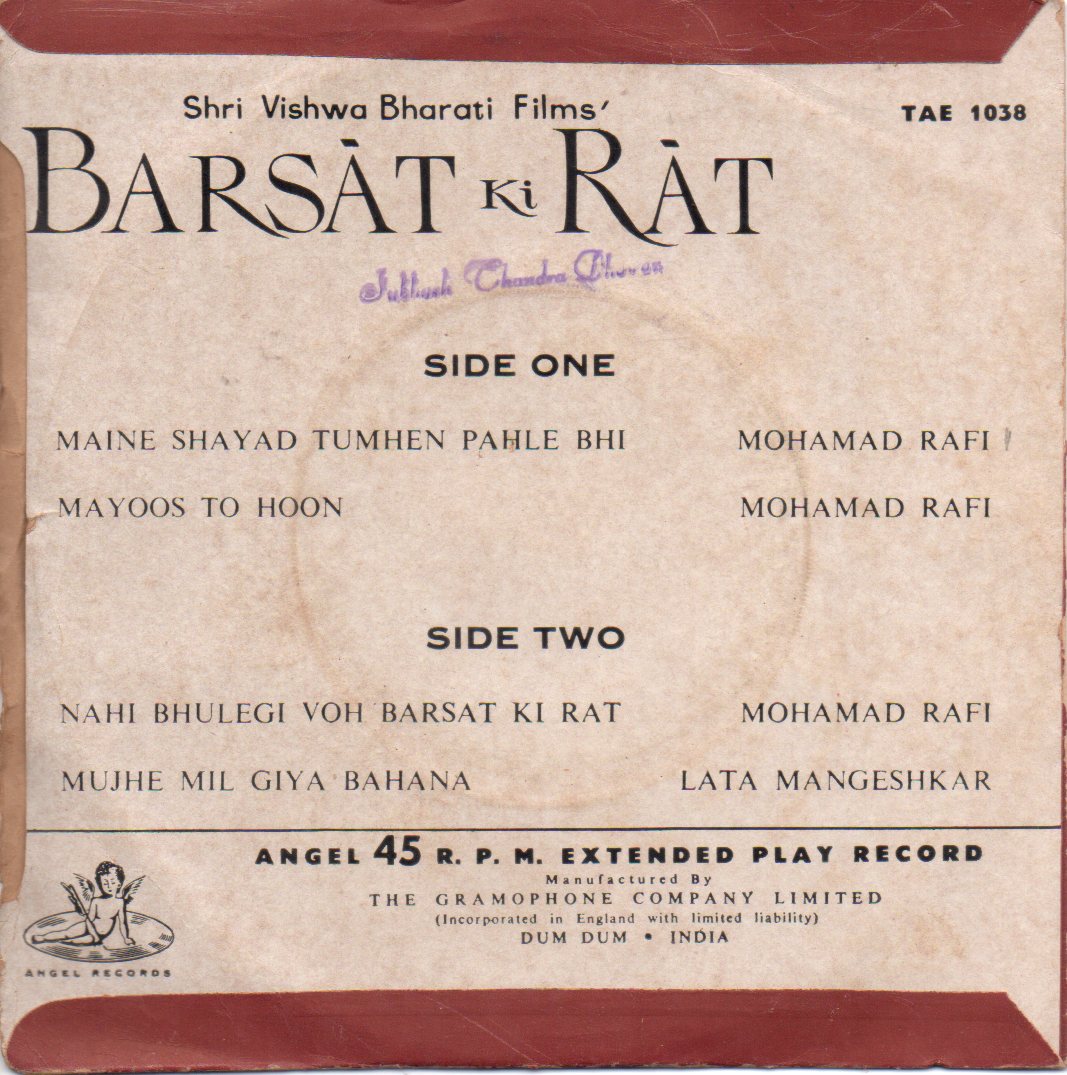 Shri Vishwa Bharati Films'
TAE 1038
BARSÀT Ki RÀT
Subhash Chandra
SIDE ONE
MAINE SHAYAD TUMHEN PAHLE BHI MOHAMAD RAFI
MAYOOS TO HOON MOHAMAD RAFI
SIDE TWO
NAHI BHULEGI VOH BARSAT KI RAT MOHAMAD RAFI
MUJHE MIL GIYA BAHANA LATA MANGESHKAR
ANGEL 45 R. P. M. EXTENDED PLAY RECORD
Manufactured By
THE GRAMOPHONE COMPANY LIMITED
(Incorporated in England with limited liability)
DUM DUM • INDIA
ANGEL RECORDS